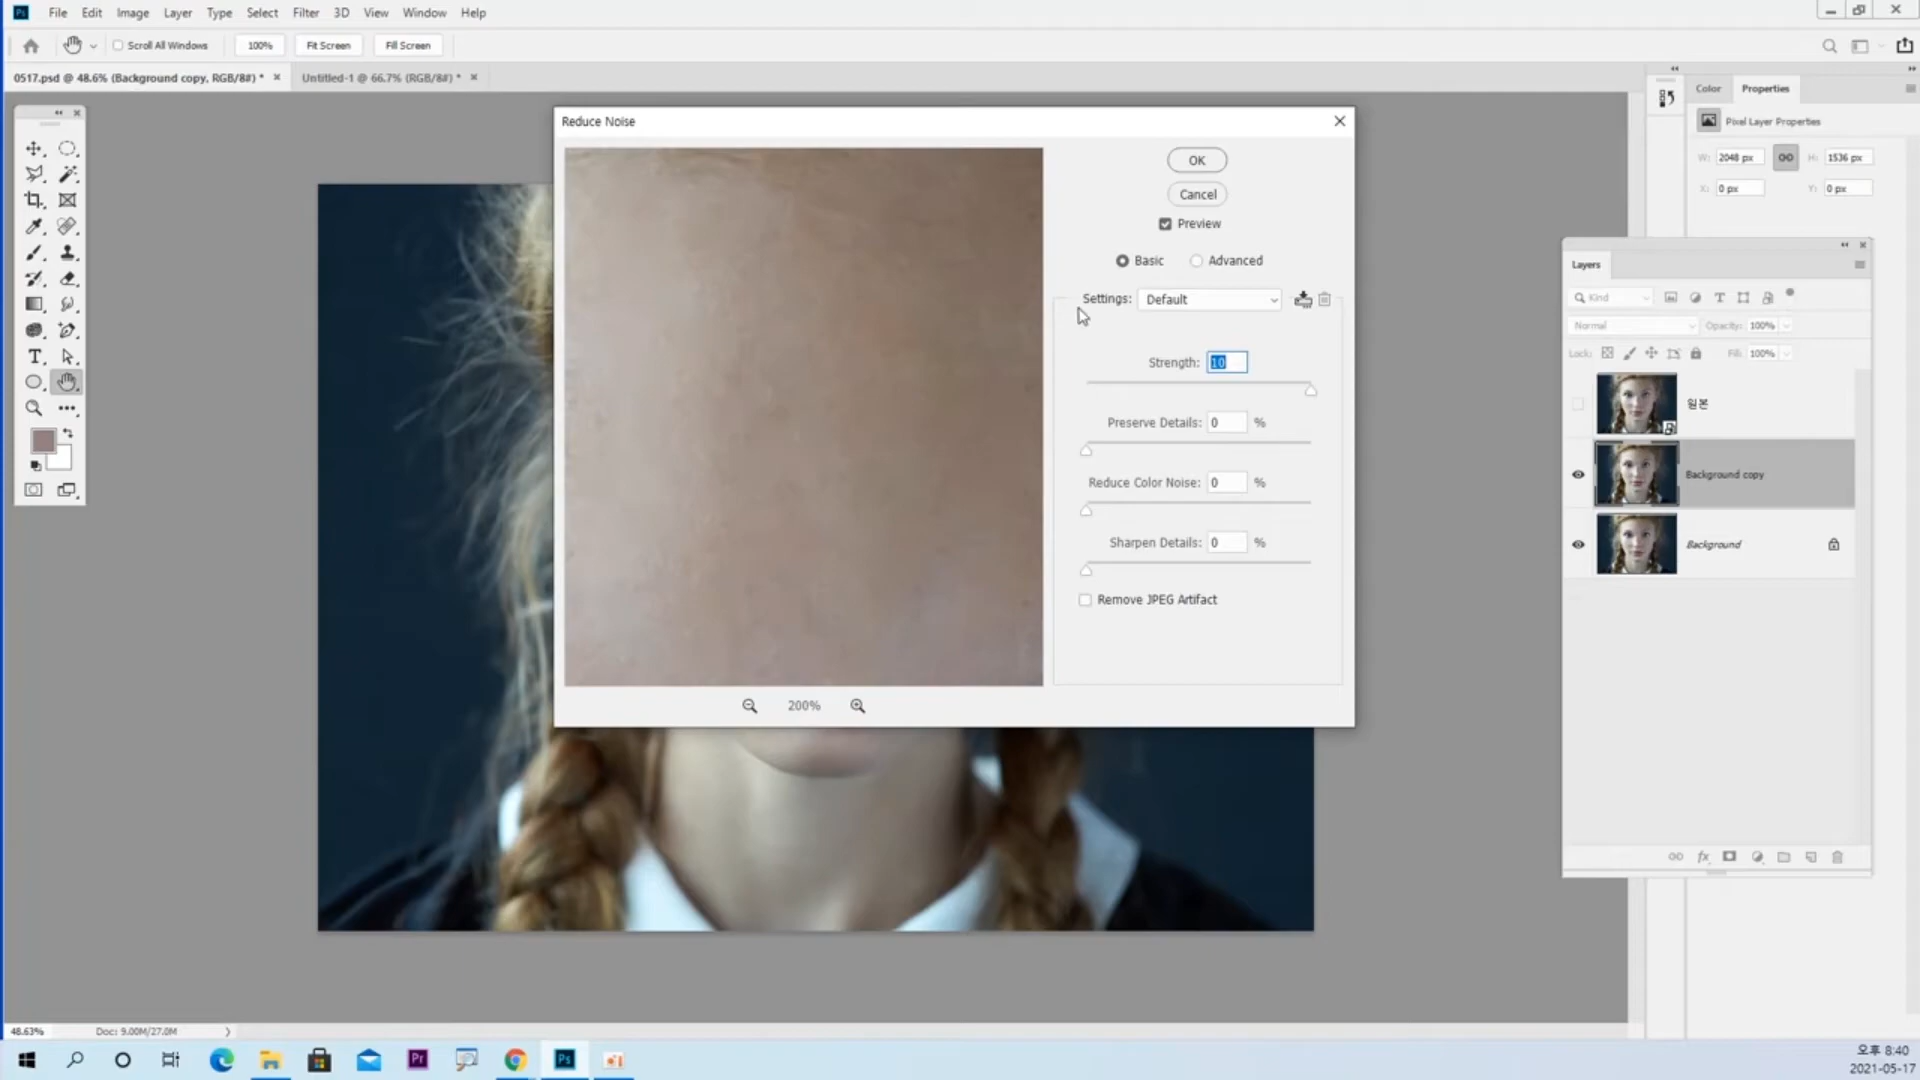 Ps File Edit Image Layer Type Select Filter 3D View Window Help
Scroll All Windows 100% Fit Screen Fill Screen
0517.psd @ 48.6% (Background copy, RGB/8#) * Untitled-1 @ 66.7% (RGB/8#) *
Color Properties
Pixel Layer Properties
W: 2048 px H: 1536 px
X: 0 px Y: 0 px
Reduce Noise
OK
Cancel
Preview
Basic Advanced
Settings: Default
Strength: 10
Preserve Details: 0 %
Reduce Color Noise: 0 %
Sharpen Details: 0 %
Remove JPEG Artifact
200%
Layers
Kind
Normal Opacity: 100%
Lock: Fill: 100%
원본
Background copy
Background
fx
48.63% Doc: 9.00M/27.0M
Pr Ps
오후 8:40
2021-05-17